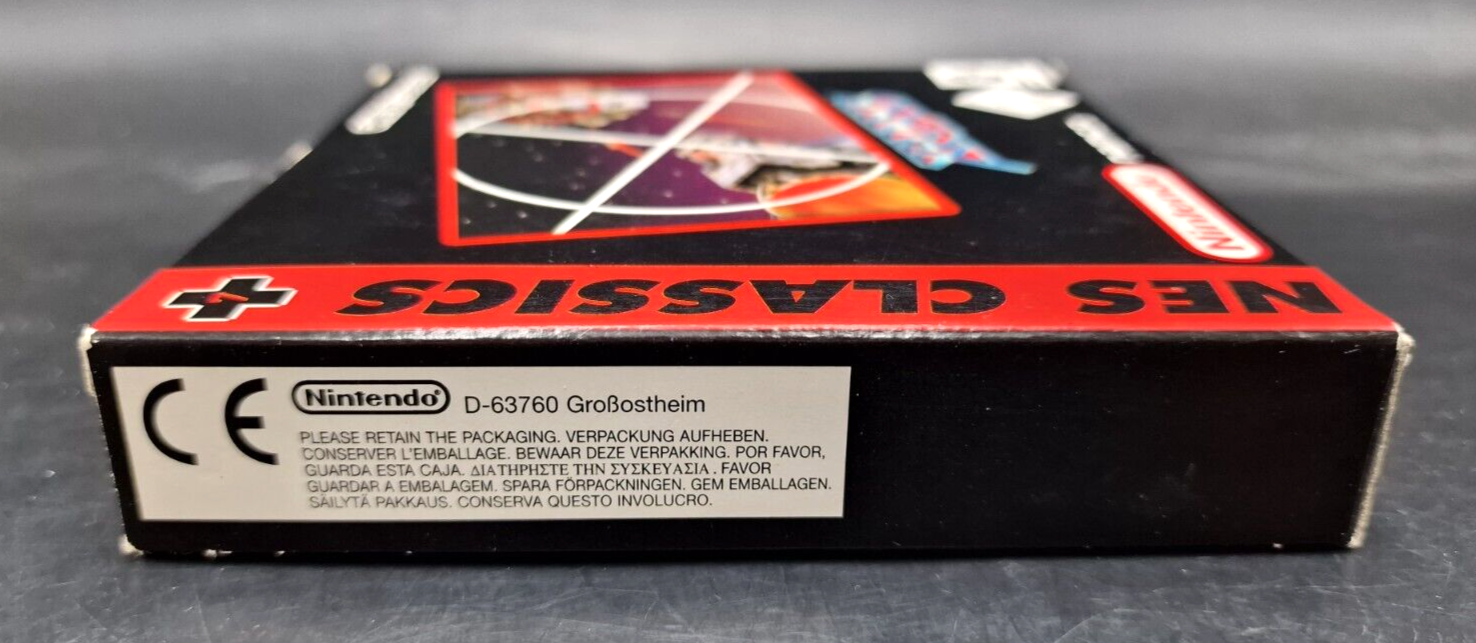 Nintendo
NES CLASSICS
CE
Nintendo® D-63760 Großostheim
PLEASE RETAIN THE PACKAGING. VERPACKUNG AUFHEBEN.
CONSERVER L'EMBALLAGE. BEWAAR DEZE VERPAKKING. POR FAVOR,
GUARDA ESTA CAJA. ΔΙΑΤΗΡΗΣΤΕ ΤΗΝ ΣΥΣΚΕΥΑΣΙΑ . FAVOR
GUARDAR A EMBALAGEM. SPARA FÖRPACKNINGEN. GEM EMBALLAGEN.
SÄILYTÄ PAKKAUS. CONSERVA QUESTO INVOLUCRO.